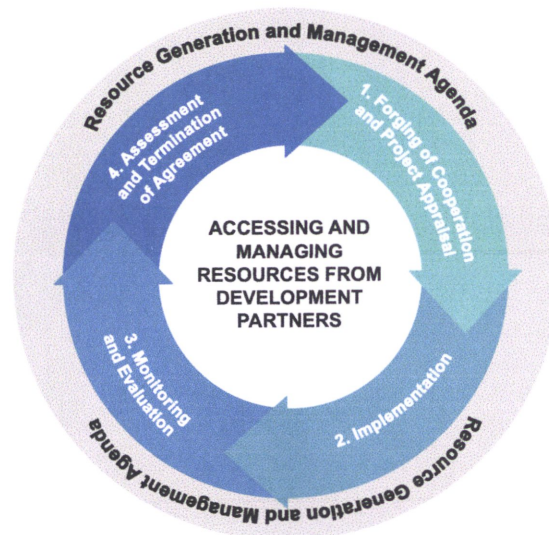 Resource Generation and Management Agenda
1. Forging of Cooperation
and Project Appraisal
4. Assessment
and Termination
of Agreement
ACCESSING AND
MANAGING
RESOURCES FROM
DEVELOPMENT
PARTNERS
3. Monitoring
and Evaluation
2. Implementation
Resource Generation and Management Agenda